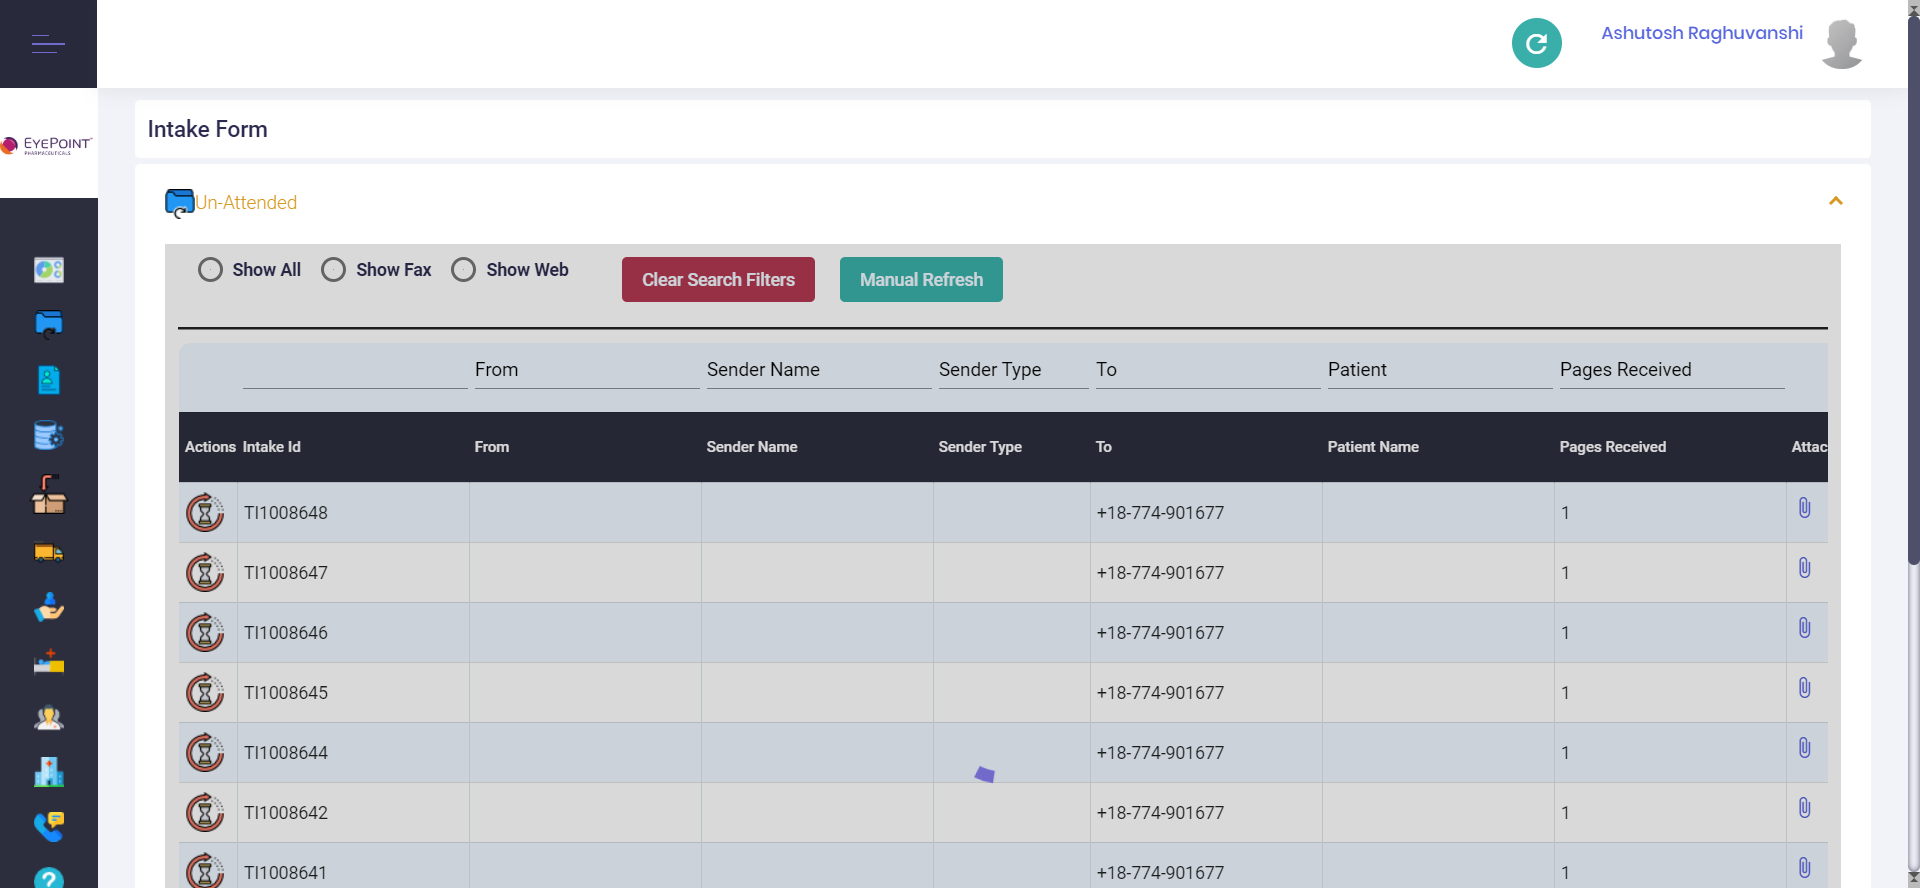 Ashutosh Raghuvanshi
EYEPOINT
PHARMACEUTICALS
Intake Form
Un-Attended
Show All Show Fax Show Web Clear Search Filters Manual Refresh
From Sender Name Sender Type To Patient Pages Received
Actions Intake Id From Sender Name Sender Type To Patient Name Pages Received Attac
TI1008648 +18-774-901677 1
TI1008647 +18-774-901677 1
TI1008646 +18-774-901677 1
TI1008645 +18-774-901677 1
TI1008644 +18-774-901677 1
TI1008642 +18-774-901677 1
TI1008641 +18-774-901677 1